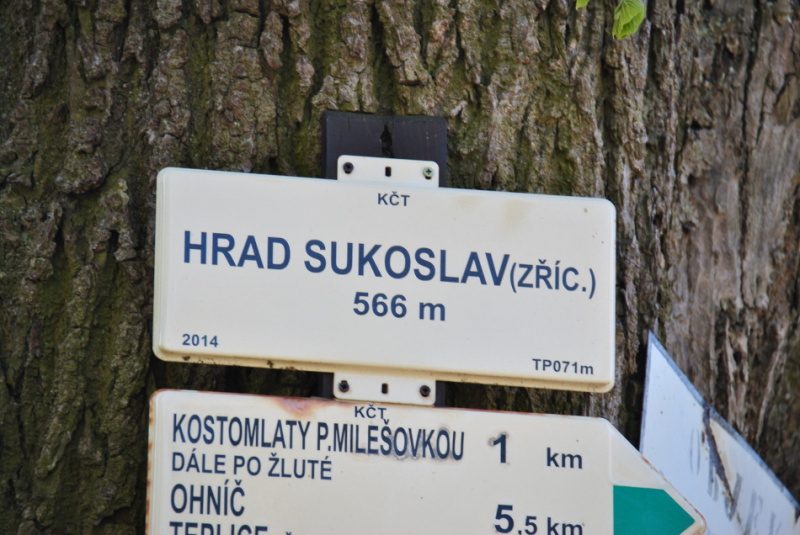 KČT
HRAD SUKOSLAV(ZŘÍC.)
566 m
2014 TP071m
KČT
KOSTOMLATY P.MILEŠOVKOU 1 km
DÁLE PO ŽLUTÉ
OHNÍČ 5,5 km
TEPLICE